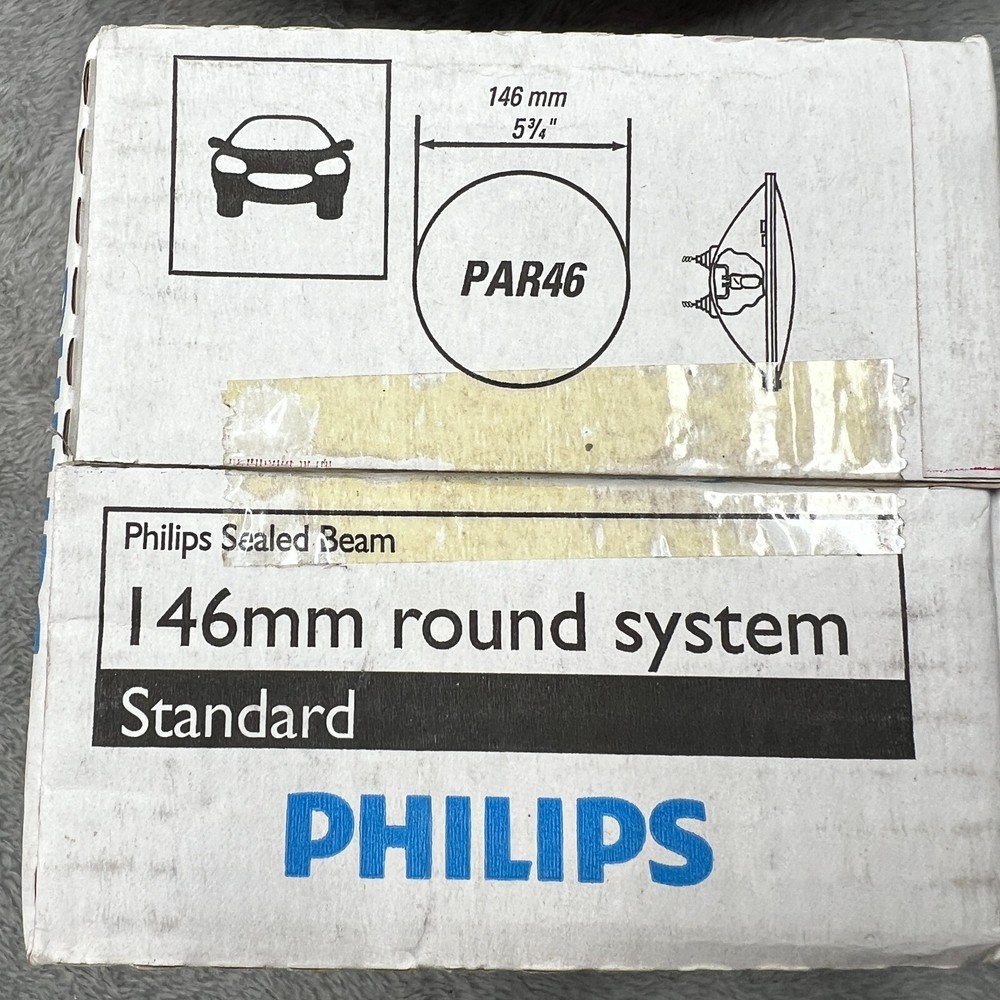 146 mm
5¾"
PAR46
Philips Sealed Beam
146mm round system
Standard
PHILIPS